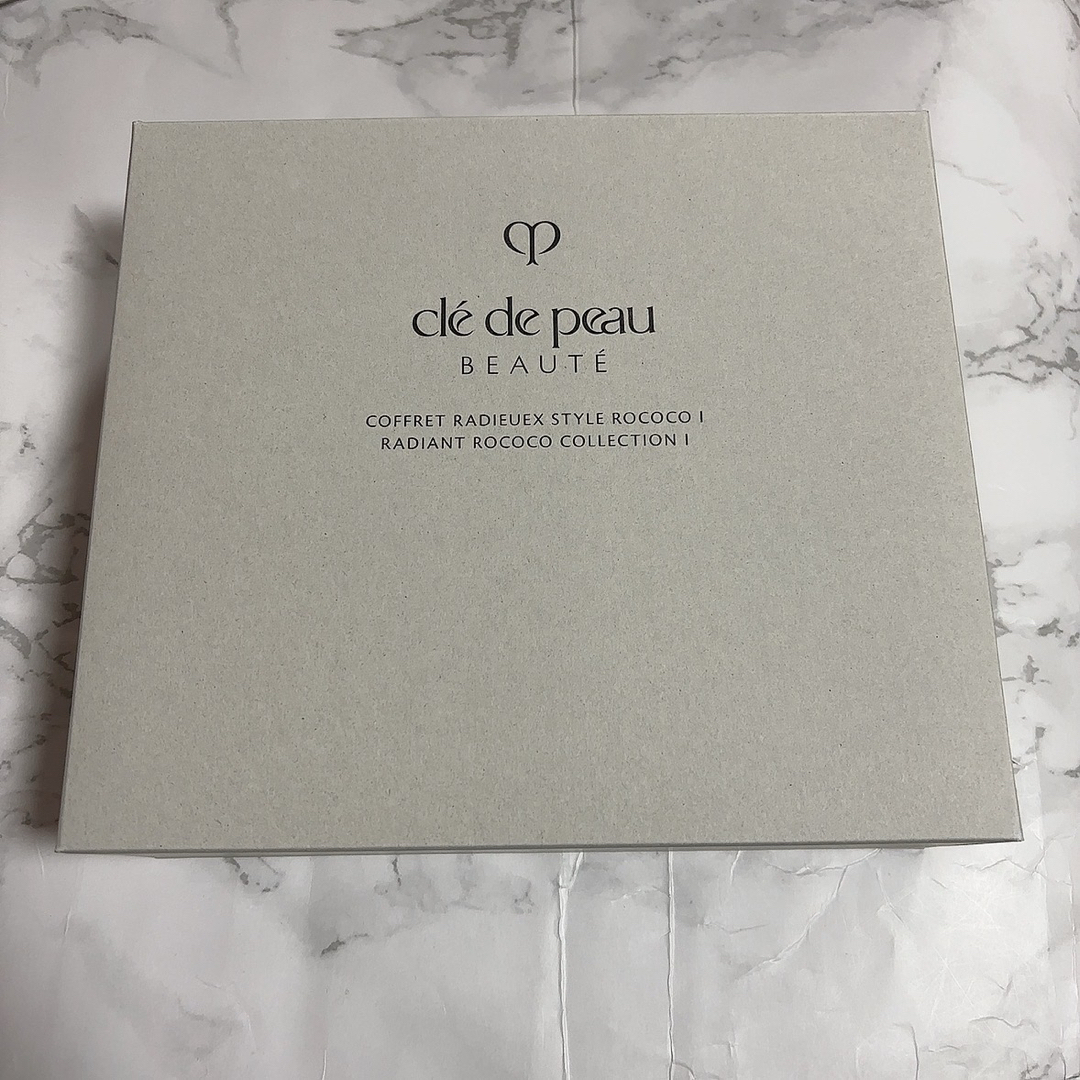 clé de peau
BEAUTÉ
COFFRET RADIEUEX STYLE ROCOCO I
RADIANT ROCOCO COLLECTION I